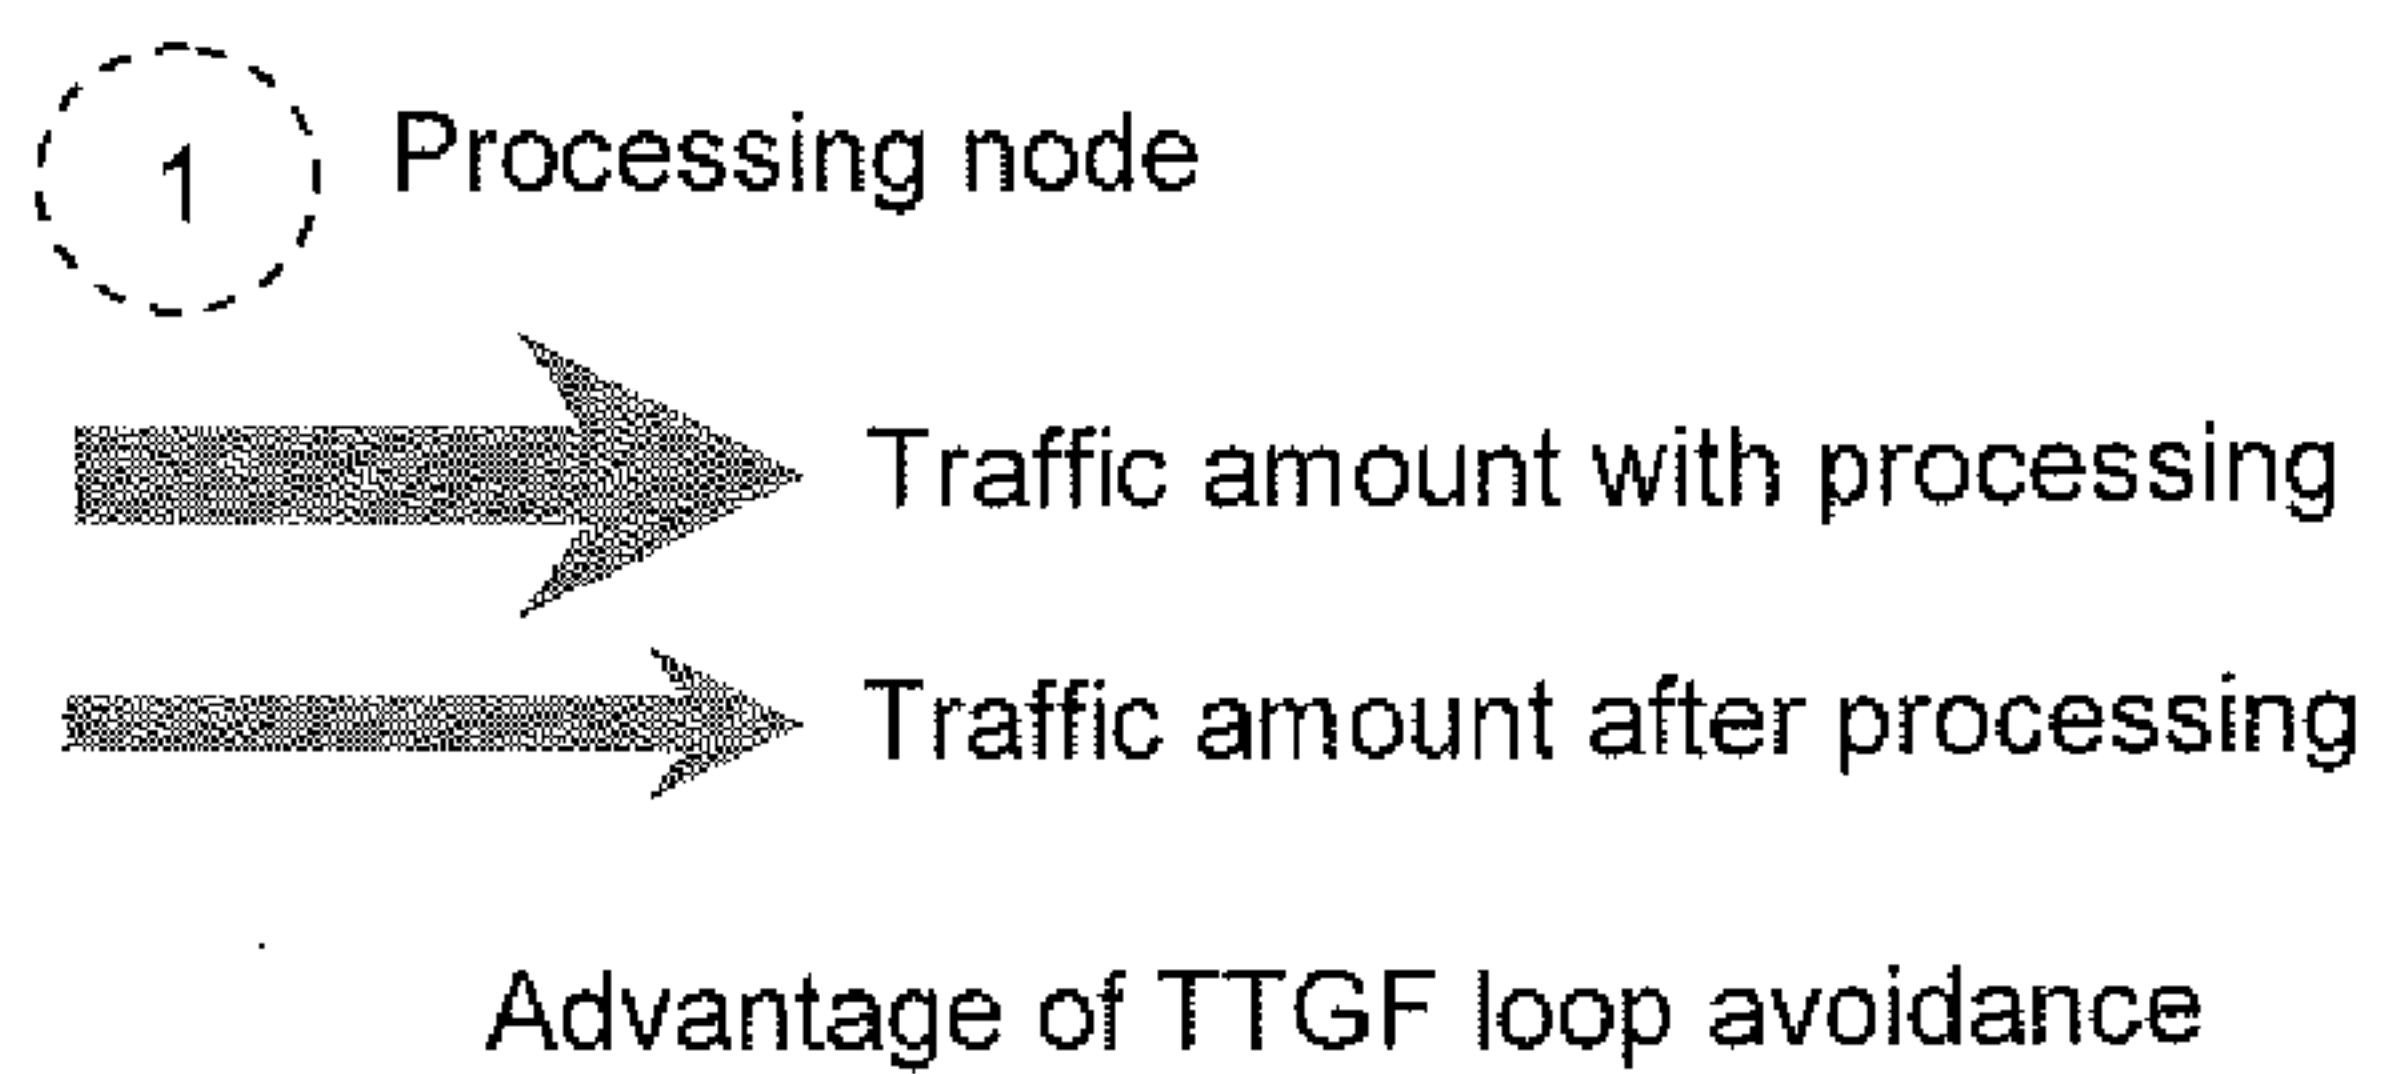 1 Processing node
Traffic amount with processing
Traffic amount after processing
Advantage of TTGF loop avoidance